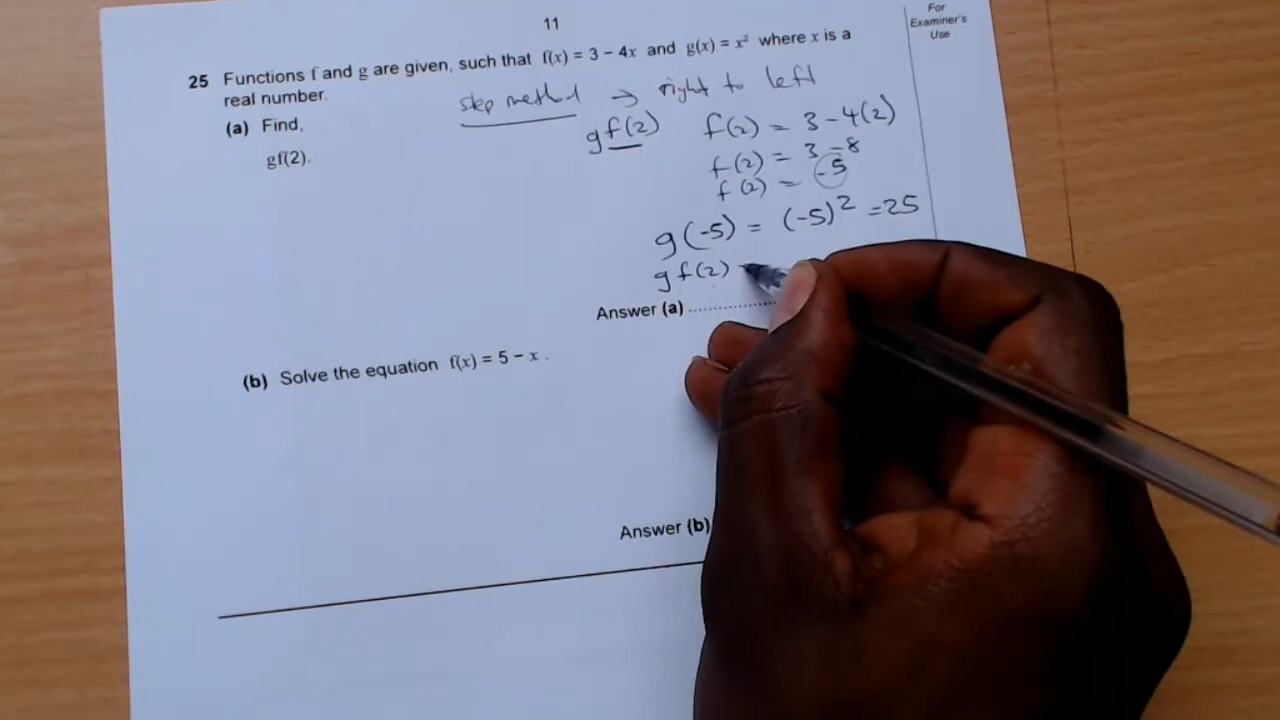 11
For
Examiner's
Use
25 Functions f and g are given, such that f(x) = 3 − 4x and g(x) = x² where x is a
real number.
step method → right to left
(a) Find,
gf(2).
gf(2)
f(2) = 3 - 4(2)
f(2) = 3 - 8
f(2) = -5
g(-5) = (-5)² = 25
gf(2)
Answer (a) ..............
(b) Solve the equation f(x) = 5 − x .
Answer (b)